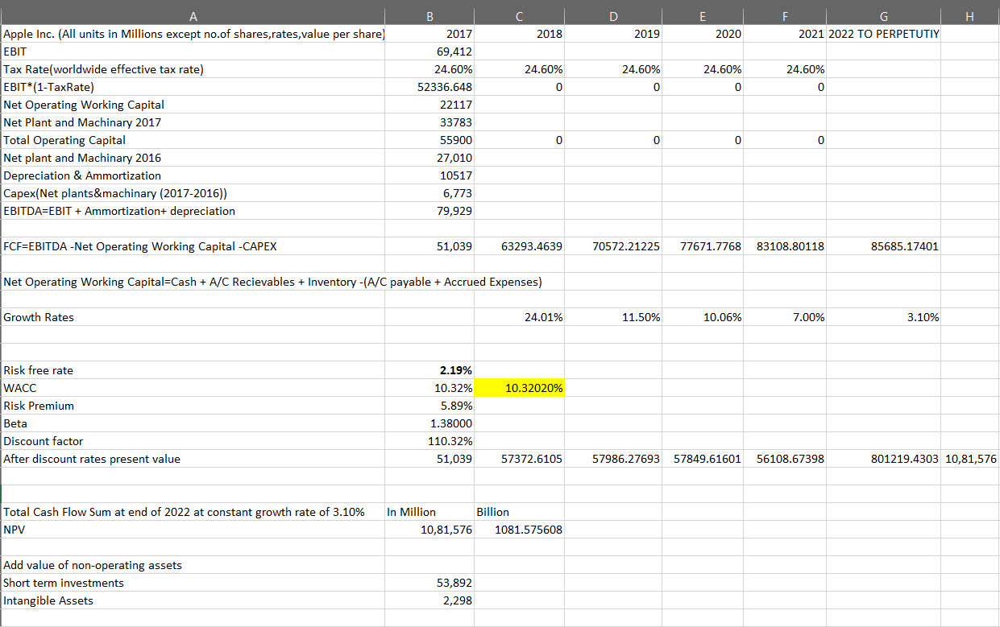 A B C D E F G H
Apple Inc. (All units in Millions except no.of shares,rates,value per share) 2017 2018 2019 2020 2021 2022 TO PERPETUTIY
EBIT 69,412
Tax Rate(worldwide effective tax rate) 24.60% 24.60% 24.60% 24.60% 24.60%
EBIT*(1-TaxRate) 52336.648 0 0 0 0
Net Operating Working Capital 22117
Net Plant and Machinary 2017 33783
Total Operating Capital 55900 0 0 0 0
Net plant and Machinary 2016 27,010
Depreciation & Ammortization 10517
Capex(Net plants&machinary (2017-2016)) 6,773
EBITDA=EBIT + Ammortization+ depreciation 79,929
FCF=EBITDA -Net Operating Working Capital -CAPEX 51,039 63293.4639 70572.21225 77671.7768 83108.80118 85685.17401
Net Operating Working Capital=Cash + A/C Recievables + Inventory -(A/C payable + Accrued Expenses)
Growth Rates 24.01% 11.50% 10.06% 7.00% 3.10%
Risk free rate 2.19%
WACC 10.32% 10.32020%
Risk Premium 5.89%
Beta 1.38000
Discount factor 110.32%
After discount rates present value 51,039 57372.6105 57986.27693 57849.61601 56108.67398 801219.4303 10,81,576
Total Cash Flow Sum at end of 2022 at constant growth rate of 3.10% In Million Billion
NPV 10,81,576 1081.575608
Add value of non-operating assets
Short term investments 53,892
Intangible Assets 2,298